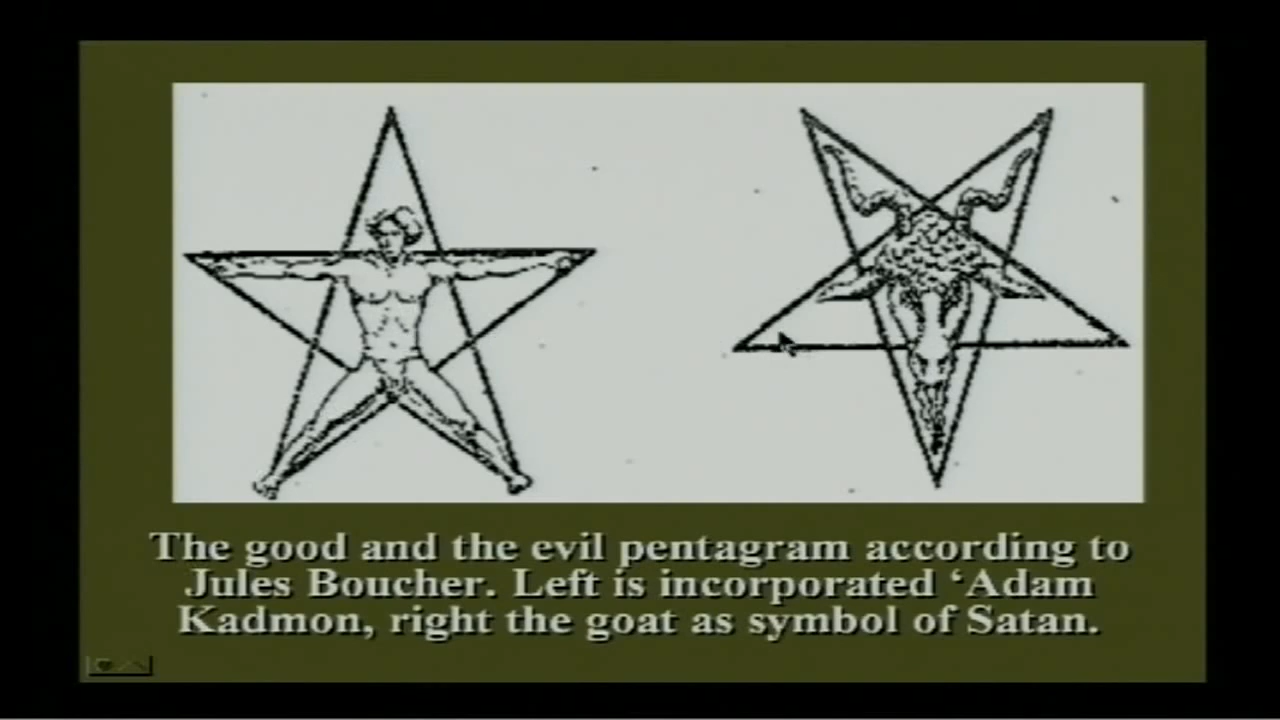 The good and the evil pentagram according to
Jules Boucher. Left is incorporated ‘Adam
Kadmon, right the goat as symbol of Satan.